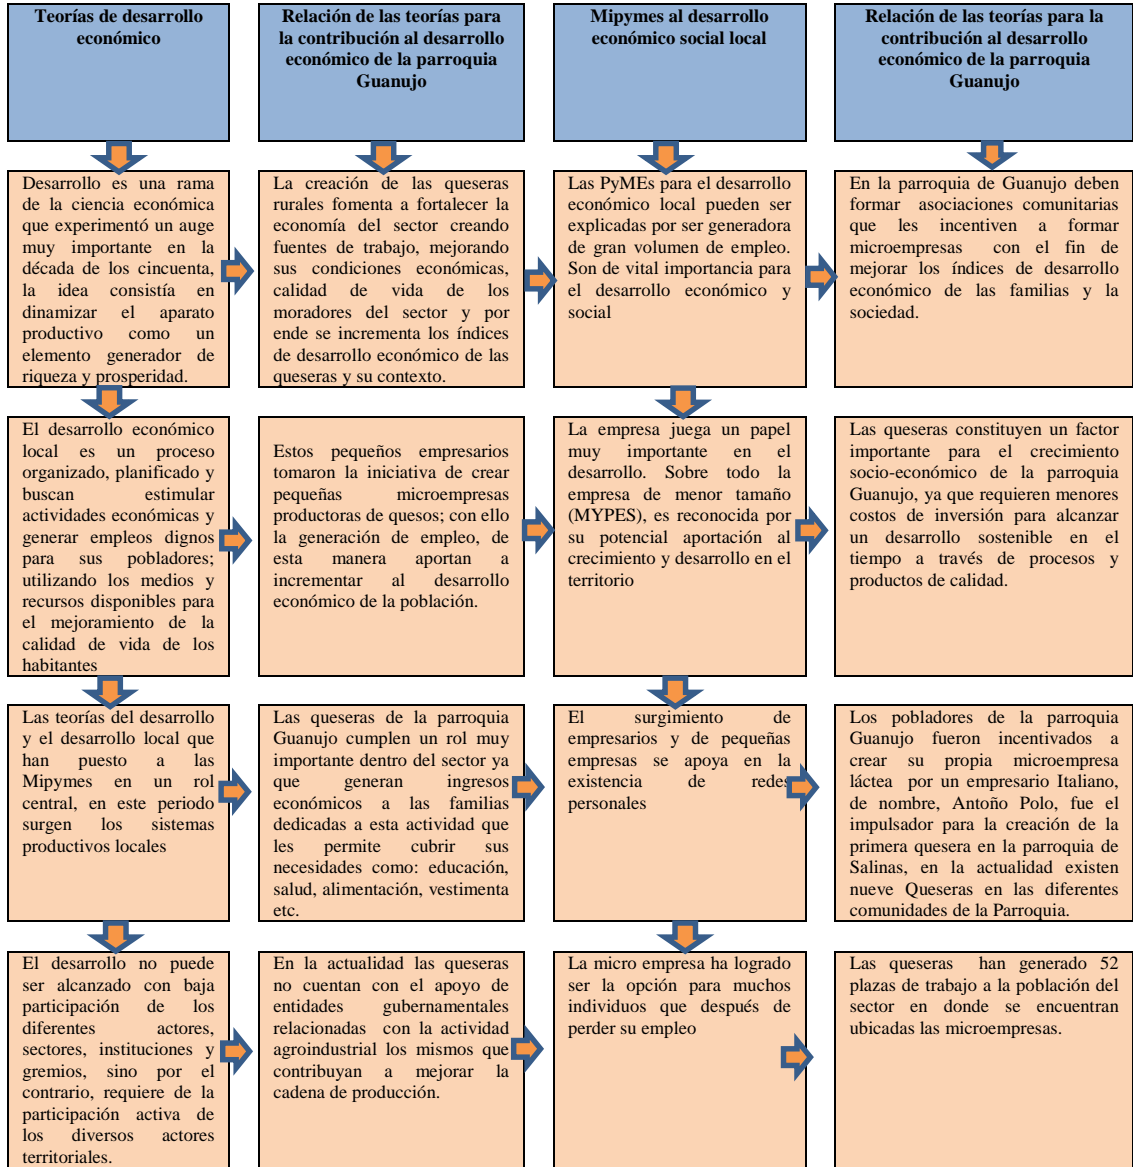 Teorías de desarrollo
económico
Relación de las teorías para
la contribución al desarrollo
económico de la parroquia
Guanujo
Mipymes al desarrollo
económico social local
Relación de las teorías para la
contribución al desarrollo
económico de la parroquia
Guanujo
Desarrollo es una rama
de la ciencia económica
que experimentó un auge
muy importante en la
década de los cincuenta,
la idea consistía en
dinamizar el aparato
productivo como un
elemento generador de
riqueza y prosperidad.
La creación de las queseras
rurales fomenta a fortalecer la
economía del sector creando
fuentes de trabajo, mejorando
sus condiciones económicas,
calidad de vida de los
moradores del sector y por
ende se incrementa los índices
de desarrollo económico de las
queseras y su contexto.
Las PyMEs para el desarrollo
económico local pueden ser
explicadas por ser generadora
de gran volumen de empleo.
Son de vital importancia para
el desarrollo económico y
social
En la parroquia de Guanujo deben
formar asociaciones comunitarias
que les incentiven a formar
microempresas con el fin de
mejorar los índices de desarrollo
económico de las familias y la
sociedad.
El desarrollo económico
local es un proceso
organizado, planificado y
buscan estimular
actividades económicas y
generar empleos dignos
para sus pobladores;
utilizando los medios y
recursos disponibles para
el mejoramiento de la
calidad de vida de los
habitantes
Estos pequeños empresarios
tomaron la iniciativa de crear
pequeñas microempresas
productoras de quesos; con ello
la generación de empleo, de
esta manera aportan a
incrementar al desarrollo
económico de la población.
La empresa juega un papel
muy importante en el
desarrollo. Sobre todo la
empresa de menor tamaño
(MYPES), es reconocida por
su potencial aportación al
crecimiento y desarrollo en el
territorio
Las queseras constituyen un factor
importante para el crecimiento
socio-económico de la parroquia
Guanujo, ya que requieren menores
costos de inversión para alcanzar
un desarrollo sostenible en el
tiempo a través de procesos y
productos de calidad.
Las teorías del desarrollo
y el desarrollo local que
han puesto a las
Mipymes en un rol
central, en este periodo
surgen los sistemas
productivos locales
Las queseras de la parroquia
Guanujo cumplen un rol muy
importante dentro del sector ya
que generan ingresos
económicos a las familias
dedicadas a esta actividad que
les permite cubrir sus
necesidades como: educación,
salud, alimentación, vestimenta
etc.
El surgimiento de
empresarios y de pequeñas
empresas se apoya en la
existencia de redes
personales
Los pobladores de la parroquia
Guanujo fueron incentivados a
crear su propia microempresa
láctea por un empresario Italiano,
de nombre, Antoño Polo, fue el
impulsador para la creación de la
primera quesera en la parroquia de
Salinas, en la actualidad existen
nueve Queseras en las diferentes
comunidades de la Parroquia.
El desarrollo no puede
ser alcanzado con baja
participación de los
diferentes actores,
sectores, instituciones y
gremios, sino por el
contrario, requiere de la
participación activa de
los diversos actores
territoriales.
En la actualidad las queseras
no cuentan con el apoyo de
entidades gubernamentales
relacionadas con la actividad
agroindustrial los mismos que
contribuyan a mejorar la
cadena de producción.
La micro empresa ha logrado
ser la opción para muchos
individuos que después de
perder su empleo
Las queseras han generado 52
plazas de trabajo a la población del
sector en donde se encuentran
ubicadas las microempresas.